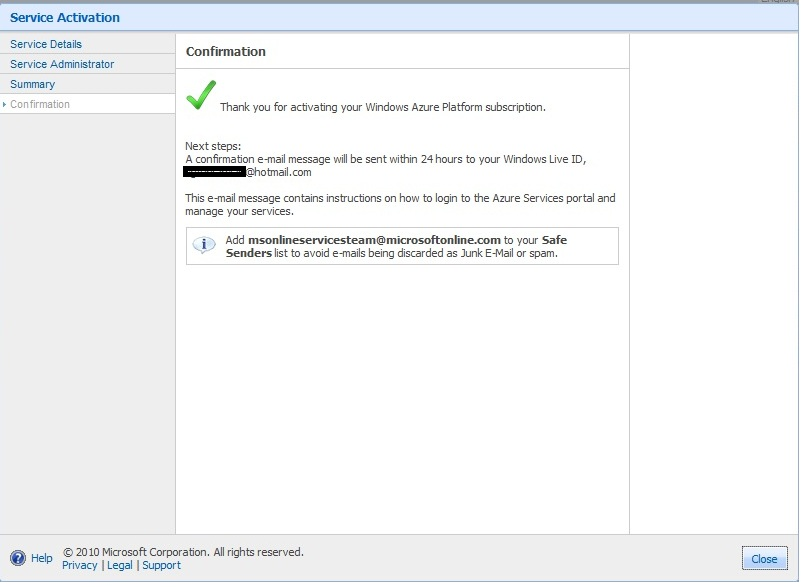 Service Activation
Service Details
Service Administrator
Summary
Confirmation
Confirmation
Thank you for activating your Windows Azure Platform subscription.
Next steps:
A confirmation e-mail message will be sent within 24 hours to your Windows Live ID,
@hotmail.com
This e-mail message contains instructions on how to login to the Azure Services portal and
manage your services.
Add msonlineservicesteam@microsoftonline.com to your Safe
Senders list to avoid e-mails being discarded as Junk E-Mail or spam.
Help
© 2010 Microsoft Corporation. All rights reserved.
Privacy | Legal | Support
Close